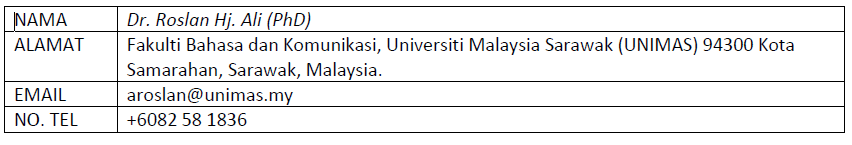 NAMA Dr. Roslan Hj. Ali (PhD)
ALAMAT Fakulti Bahasa dan Komunikasi, Universiti Malaysia Sarawak (UNIMAS) 94300 Kota
Samarahan, Sarawak, Malaysia.
EMAIL aroslan@unimas.my
NO. TEL +6082 58 1836